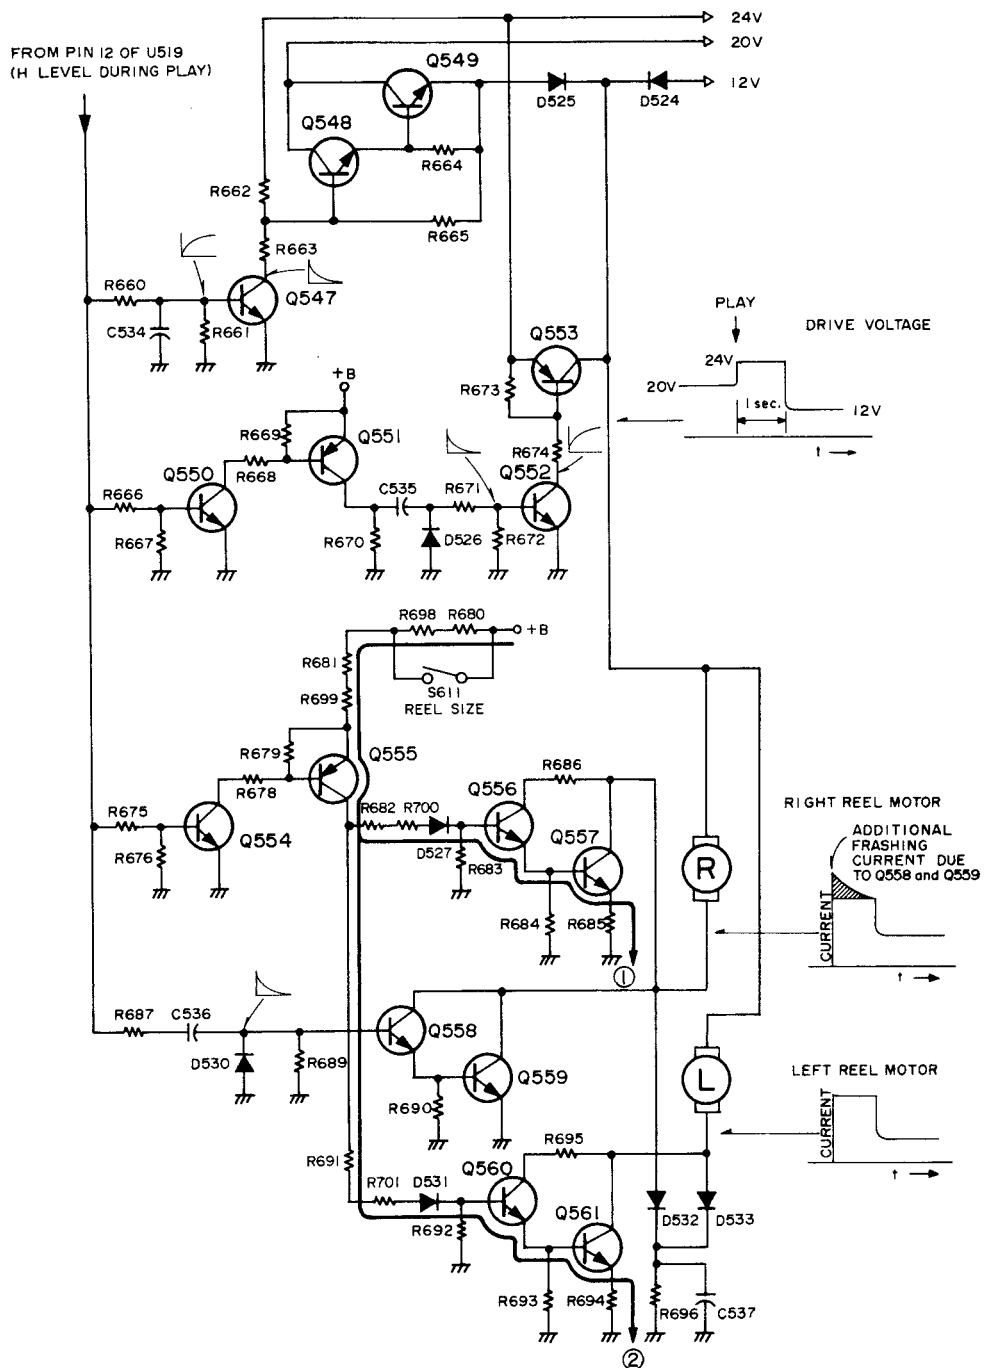 24V
FROM PIN 12 OF U519
20V
(H LEVEL DURING PLAY)
Q549
12V
D525
D524
Q548
R664
R662
R665
R663
R660
Q547
C534
R661
PLAY
DRIVE VOLTAGE
Q553
24V
+B
R673
20V
1 sec.
12V
R669
Q551
R674
t
Q550
R668
Q552
C535
R671
R666
R667
R670
D526
R672
R698
R680
+B
R681
S611
REEL SIZE
R699
R679
Q555
R686
Q556
R678
RIGHT REEL MOTOR
R675
R682
R700
Q557
ADDITIONAL
FRASHING
CURRENT DUE
TO Q558 and Q559
Q554
D527
R676
R683
R
R684
R685
CURRENT
1
t
R687
C536
Q558
D530
R689
Q559
L
LEFT REEL MOTOR
R690
CURRENT
R695
R691
Q560
t
R701
D531
Q561
D532
D533
R692
R693
R694
R696
C537
2